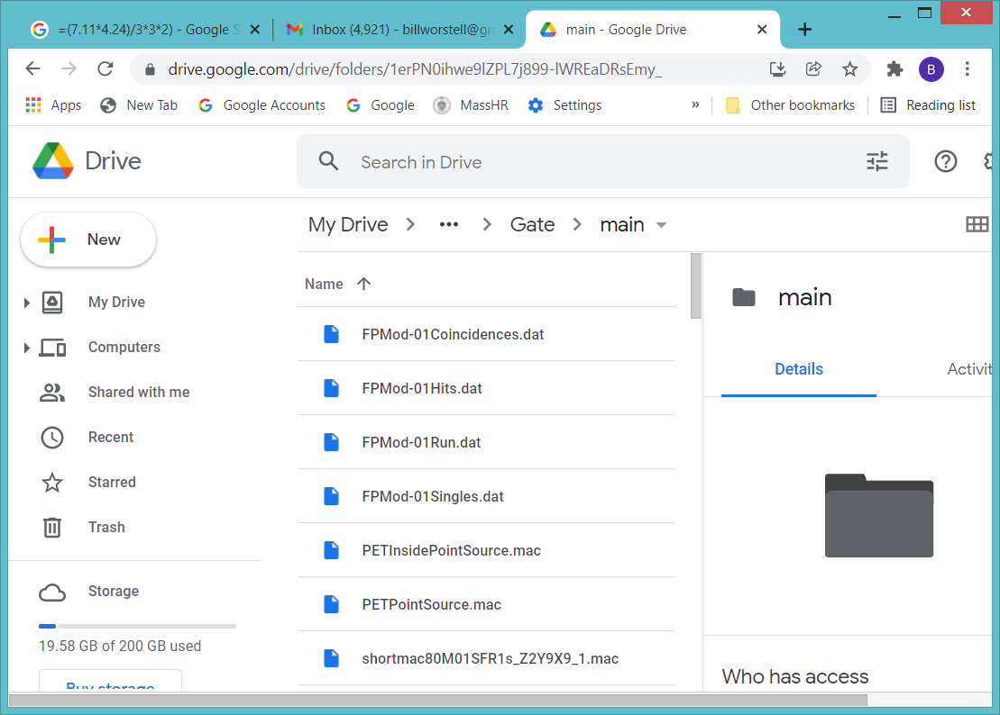 =(7.11*4.24)/3*3*2) - Google S
Inbox (4,921) - billworstell@gm
main - Google Drive
drive.google.com/drive/folders/1erPN0ihwe9lZPL7j899-lWREaDRsEmy_
B
Apps
New Tab
Google Accounts
Google
MassHR
Settings
»
Other bookmarks
Reading list
Drive
Search in Drive
New
My Drive > ... > Gate > main
My Drive
Computers
Shared with me
Recent
Starred
Trash
Storage
19.58 GB of 200 GB used
Buy storage
Name
FPMod-01Coincidences.dat
FPMod-01Hits.dat
FPMod-01Run.dat
FPMod-01Singles.dat
PETInsidePointSource.mac
PETPointSource.mac
shortmac80M01SFR1s_Z2Y9X9_1.mac
main
Details
Activit
Who has access